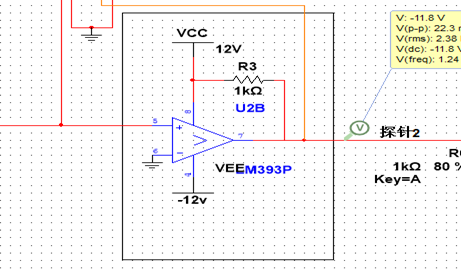 VCC
12V
R3
1kΩ
U2B
8
5
6
7
4
VEE
LM393P
-12v
V
V: -11.8 V
V(p-p): 22.3
V(rms): 2.38
V(dc): -11.8 V
V(freq): 1.24
探针2
1kΩ
80 %
Key=A